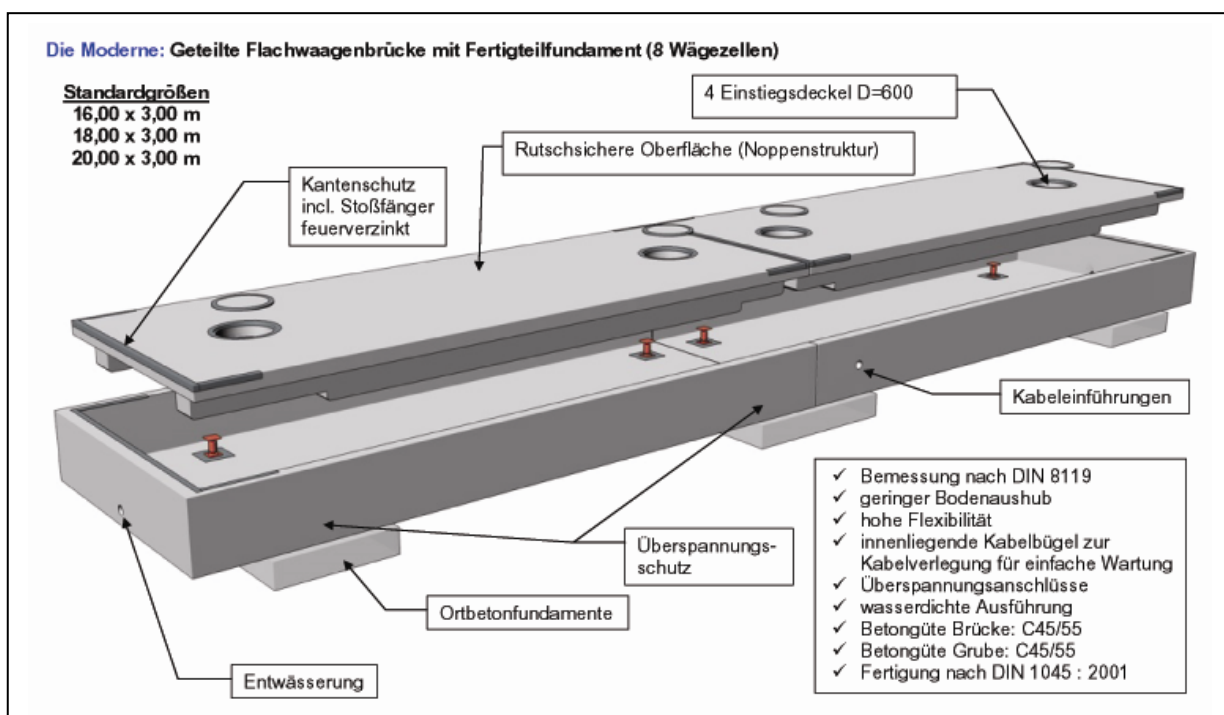 Die Moderne: Geteilte Flachwaagenbrücke mit Fertigteilfundament (8 Wägezellen)
Standardgrößen
16,00 x 3,00 m
18,00 x 3,00 m
20,00 x 3,00 m
4 Einstiegsdeckel D=600
Rutschsichere Oberfläche (Noppenstruktur)
Kantenschutz
incl. Stoßfänger
feuerverzinkt
Kabeleinführungen
Überspannungs-
schutz
Ortbetonfundamente
Entwässerung
✓ Bemessung nach DIN 8119
✓ geringer Bodenaushub
✓ hohe Flexibilität
✓ innenliegende Kabelbügel zur
Kabelverlegung für einfache Wartung
✓ Überspannungsanschlüsse
✓ wasserdichte Ausführung
✓ Betongüte Brücke: C45/55
✓ Betongüte Grube: C45/55
✓ Fertigung nach DIN 1045 : 2001